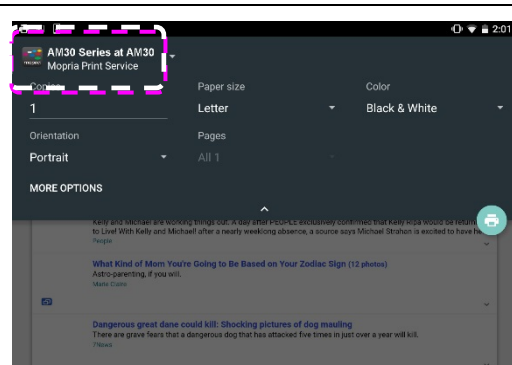 2:01
AM30 Series at AM30
Mopria Print Service
Copies Paper size Color
1 Letter Black & White
Orientation Pages
Portrait All 1
MORE OPTIONS
Kelly and Michael are working things out. A day after PEOPLE exclusively confirmed that Kelly Ripa would be return
to Live! With Kelly and Michael! after a nearly weeklong absence, a source says Michael Strahan is excited to have he
People
What Kind of Mom You're Going to Be Based on Your Zodiac Sign (12 photos)
Astro-parenting, if you will.
Marie Claire
Dangerous great dane could kill: Shocking pictures of dog mauling
There are grave fears that a dangerous dog that has attacked five times in just over a year will kill.
7News